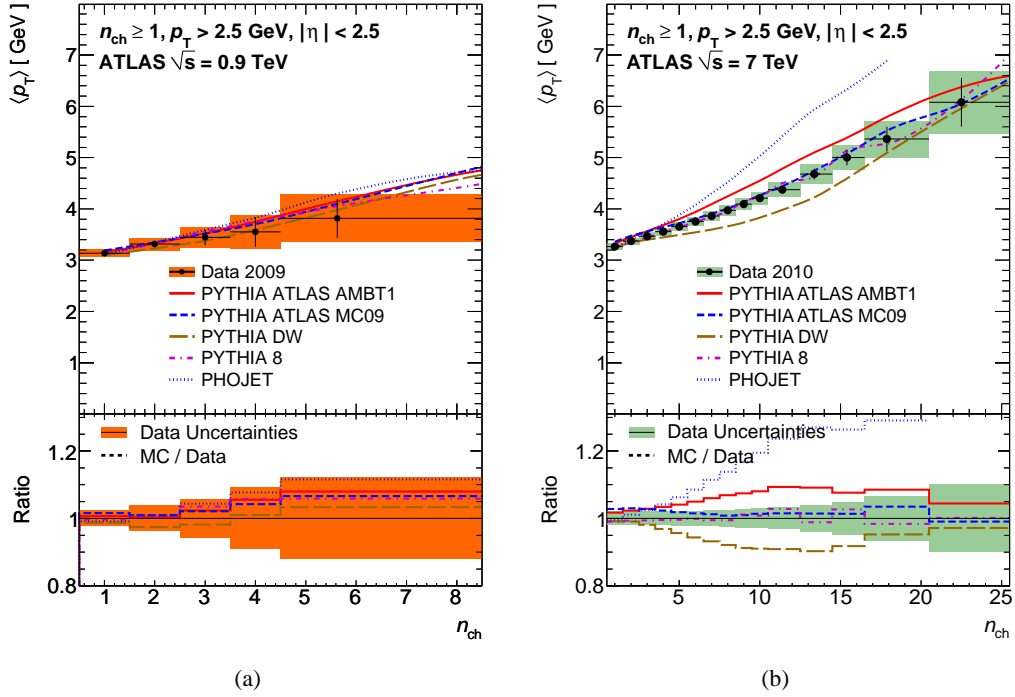 n_ch ≥ 1, p_T > 2.5 GeV, |η| < 2.5
ATLAS √s = 0.9 TeV
⟨p_T⟩ [ GeV ]
8
7
6
5
4
3
2
1
Data 2009
PYTHIA ATLAS AMBT1
PYTHIA ATLAS MC09
PYTHIA DW
PYTHIA 8
PHOJET
Ratio
1.2
1
0.8
Data Uncertainties
MC / Data
1 2 3 4 5 6 7 8
n_ch
(a)
n_ch ≥ 1, p_T > 2.5 GeV, |η| < 2.5
ATLAS √s = 7 TeV
⟨p_T⟩ [ GeV ]
8
7
6
5
4
3
2
1
Data 2010
PYTHIA ATLAS AMBT1
PYTHIA ATLAS MC09
PYTHIA DW
PYTHIA 8
PHOJET
Ratio
1.2
1
0.8
Data Uncertainties
MC / Data
5 10 15 20 25
n_ch
(b)